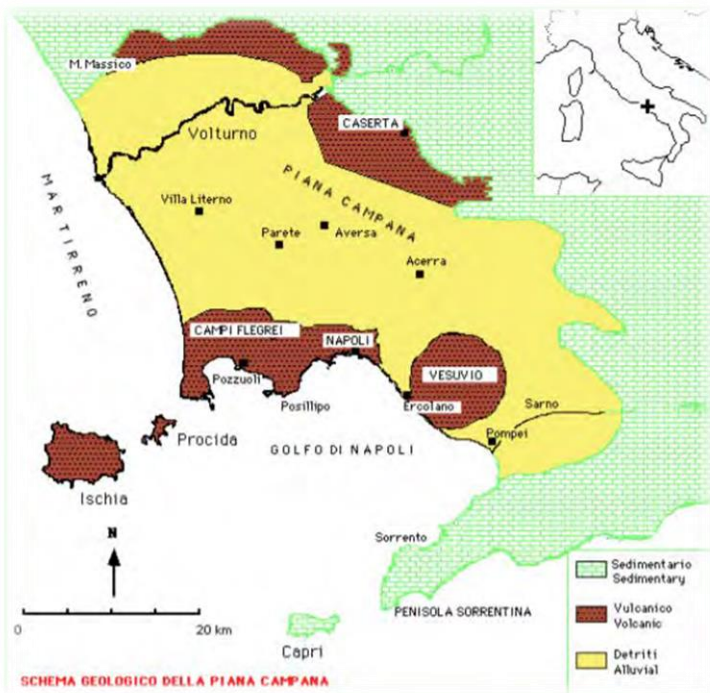 M. Massico
Volturno
CASERTA
MAR TIRRENO
PIANA CAMPANA
Villa Literno
Parete
Aversa
Acerra
CAMPI FLEGREI
NAPOLI
VESUVIO
Pozzuoli
Posillipo
Ercolano
Sarno
Pompei
Procida
GOLFO DI NAPOLI
Ischia
N
Sorrento
PENISOLA SORRENTINA
0 20 km
Capri
Sedimentario
Sedimentary
Vulcanico
Volcanic
Detriti
Alluvial
SCHEMA GEOLOGICO DELLA PIANA CAMPANA